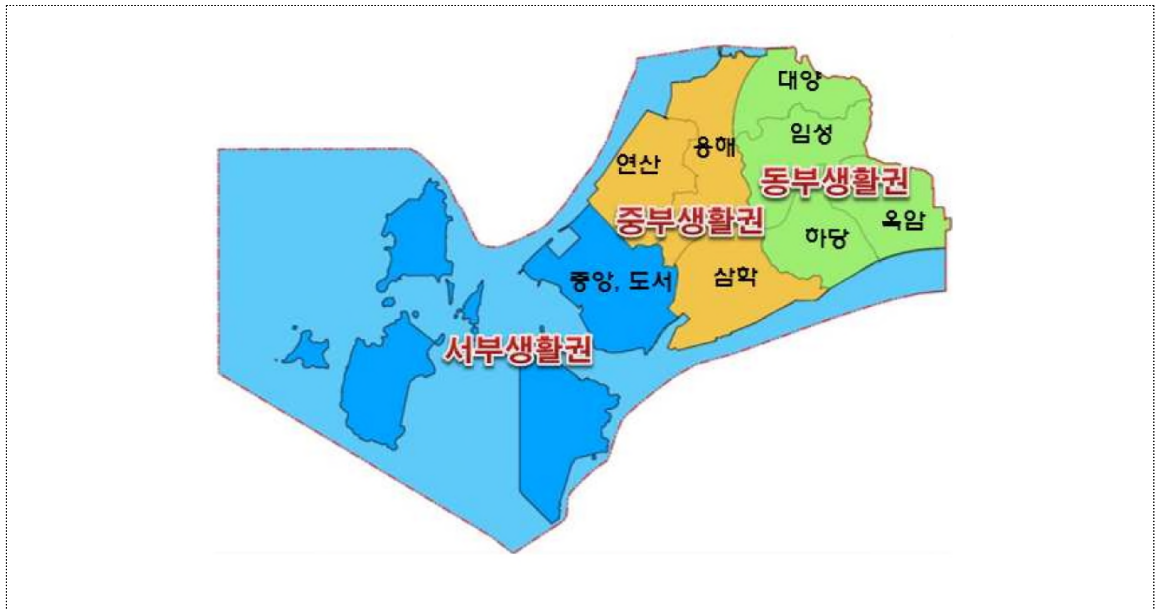 대양
임성
용해
연산
동부생활권
중부생활권
옥암
하당
중앙, 도서
삼학
서부생활권